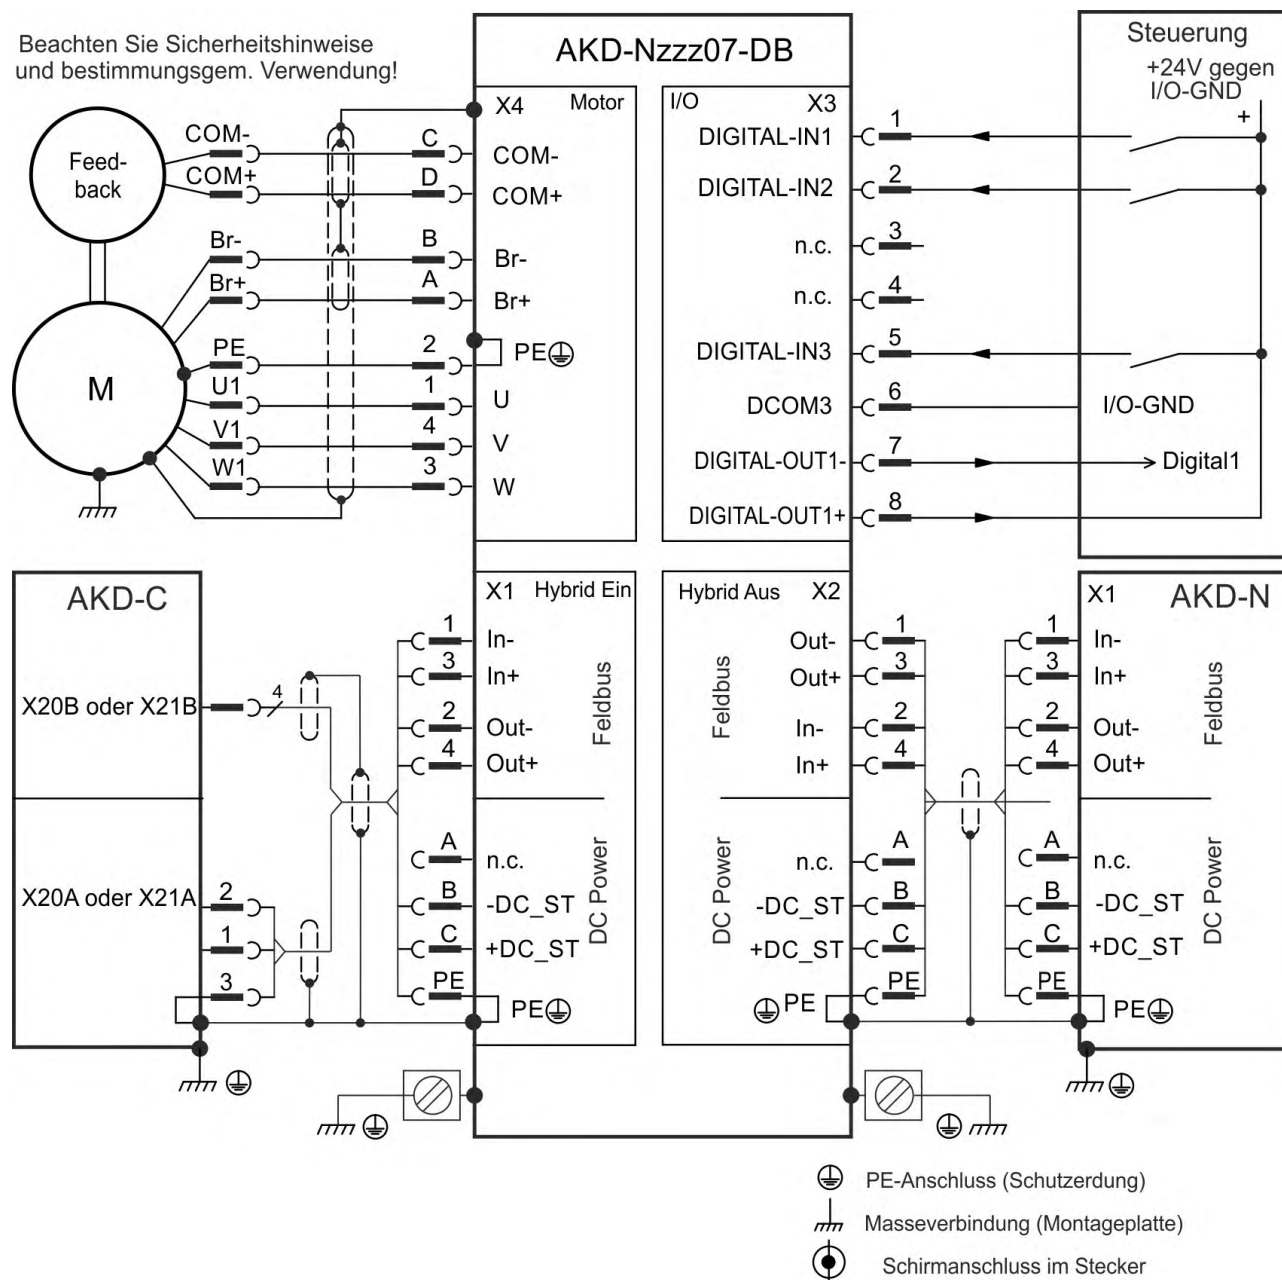 Beachten Sie Sicherheitshinweise
und bestimmungsgem. Verwendung!
AKD-Nzzz07-DB
Steuerung
+24V gegen
I/O-GND
+
X4 Motor
I/O X3
Feed-
back
COM- C COM-
COM+ D COM+
Br- B Br-
Br+ A Br+
PE 2 PE
M
U1 1 U
V1 4 V
W1 3 W
DIGITAL-IN1 1
DIGITAL-IN2 2
n.c. 3
n.c. 4
DIGITAL-IN3 5
DCOM3 6 I/O-GND
DIGITAL-OUT1- 7 Digital1
DIGITAL-OUT1+ 8
AKD-C
X20B oder X21B 4
X20A oder X21A
2
1
3
X1 Hybrid Ein
1 In-
3 In+
2 Out-
4 Out+
Feldbus
A n.c.
B -DC_ST
C +DC_ST
PE PE
DC Power
Hybrid Aus X2
Out- 1
Out+ 3
In- 2
In+ 4
Feldbus
n.c. A
-DC_ST B
+DC_ST C
PE PE
DC Power
X1 AKD-N
1 In-
3 In+
2 Out-
4 Out+
Feldbus
A n.c.
B -DC_ST
C +DC_ST
PE PE
DC Power
PE-Anschluss (Schutzerdung)
Masseverbindung (Montageplatte)
Schirmanschluss im Stecker